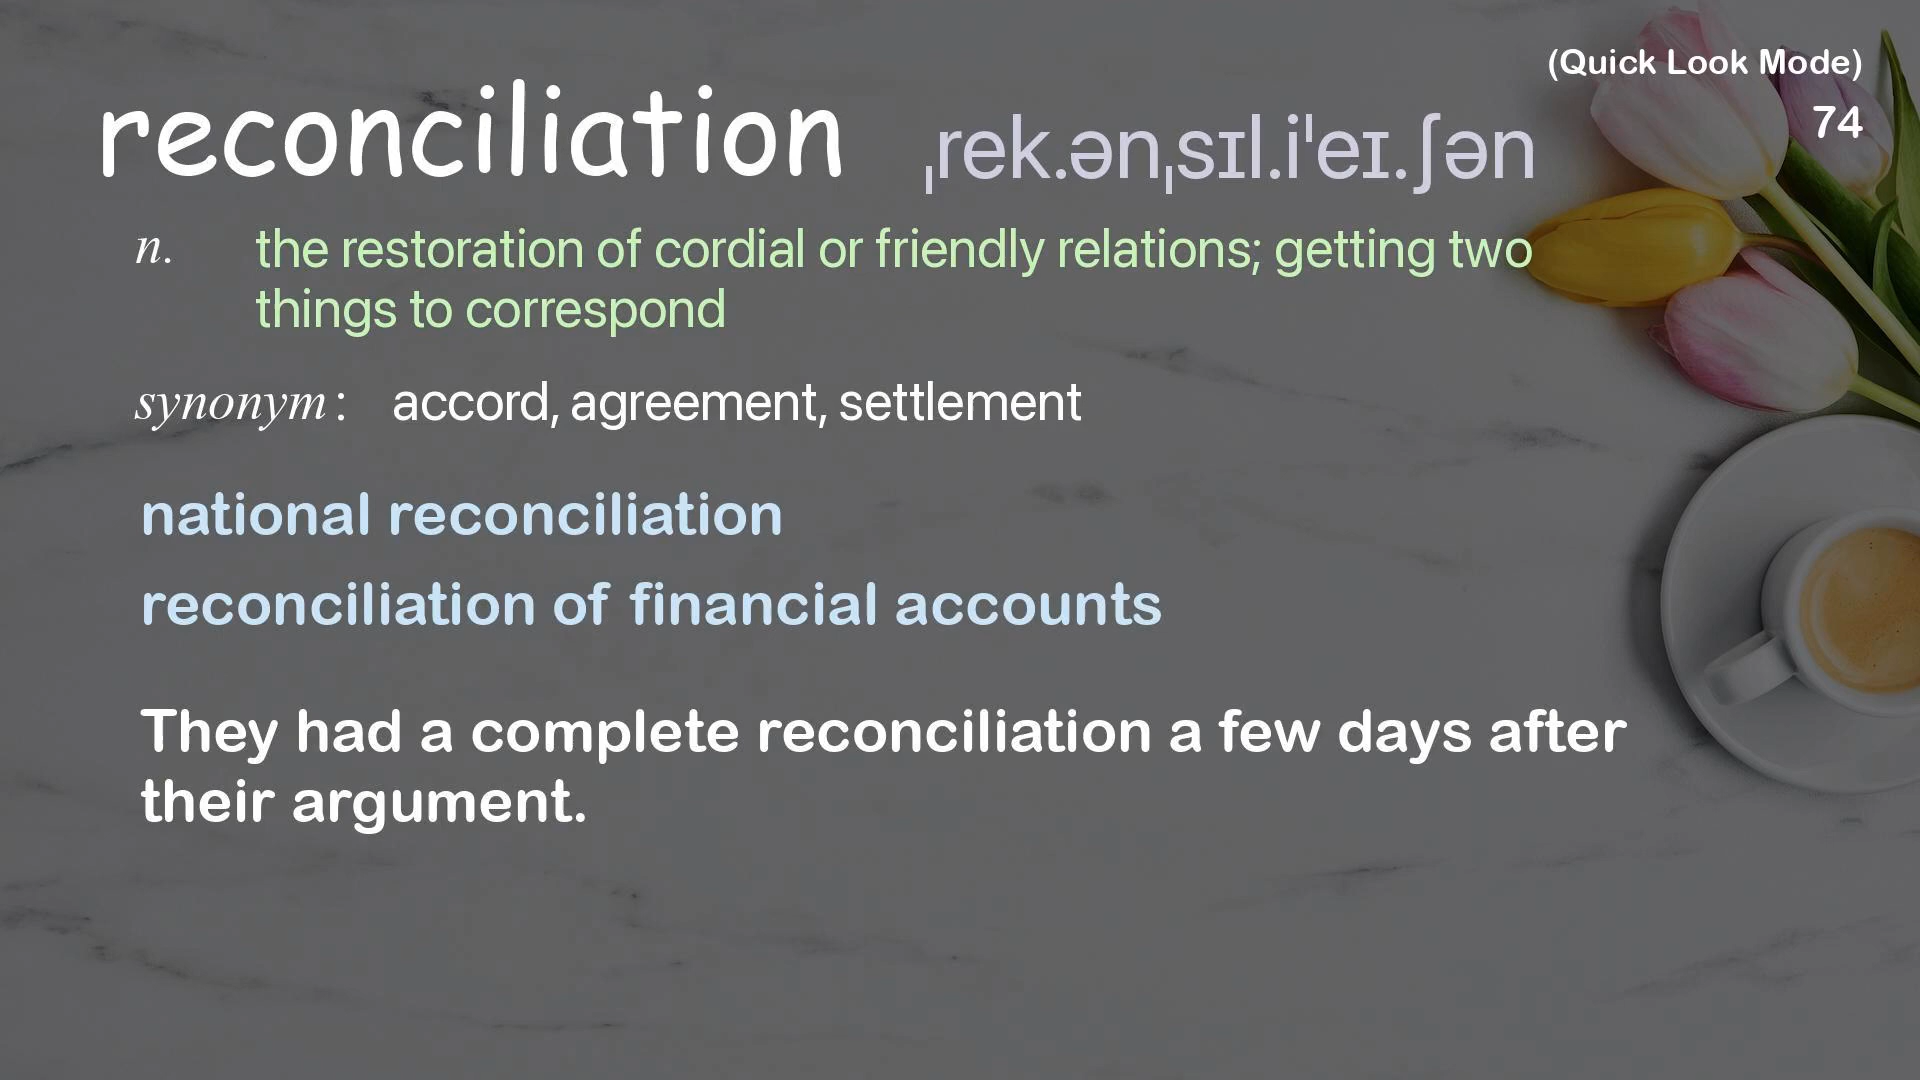 (Quick Look Mode)
74
reconciliation ˌrek.ənˌsɪl.iˈeɪ.ʃən
n. the restoration of cordial or friendly relations; getting two
things to correspond
synonym: accord, agreement, settlement
national reconciliation
reconciliation of financial accounts
They had a complete reconciliation a few days after
their argument.